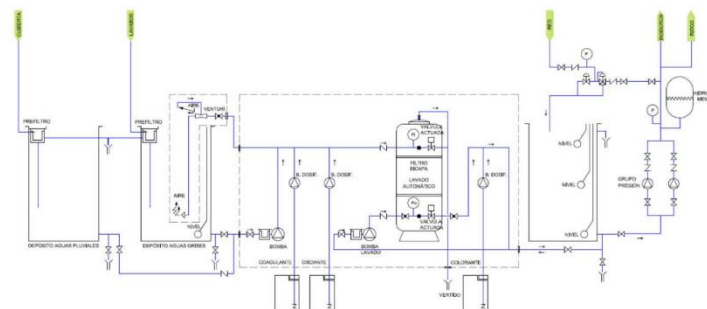 CUBIERTA
LAVABOS
RED
INODOROS
RIEGO
PREFILTRO
PREFILTRO
AIRE
VENTURI
AIRE
NIVEL
DEPÓSITO AGUAS PLUVIALES
DEPÓSITO AGUAS GRISES
BOMBA
B. DOSIF.
B. DOSIF.
COAGULANTE
OXIDANTE
BOMBA
LAVADO
VÁLVULA
ACTUADA
FILTRO
LAVADO
AUTOMÁTICO
VÁLVULA
ACTUADA
B. DOSIF.
COLORANTE
VERTIDO
NIVEL
NIVEL
NIVEL
GRUPO
PRESIÓN
P
P